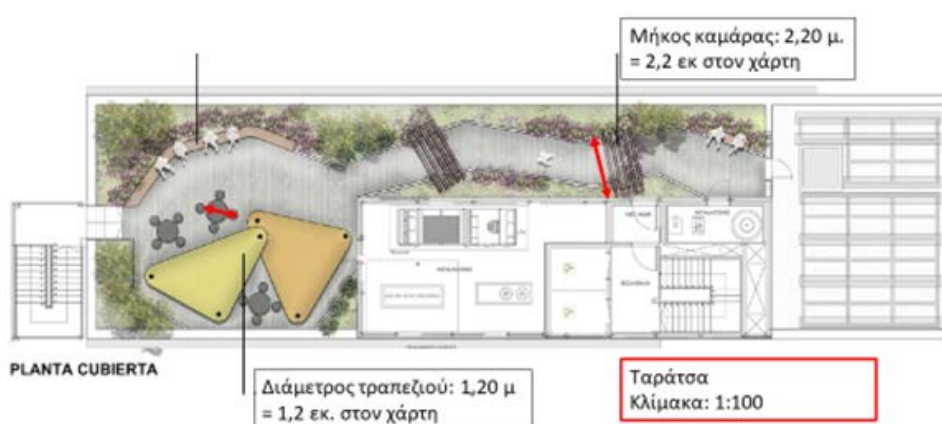 Μήκος καμάρας: 2,20 μ.
= 2,2 εκ στον χάρτη
PLANTA CUBIERTA
Διάμετρος τραπεζιού: 1,20 μ
= 1,2 εκ. στον χάρτη
Ταράτσα
Κλίμακα: 1:100